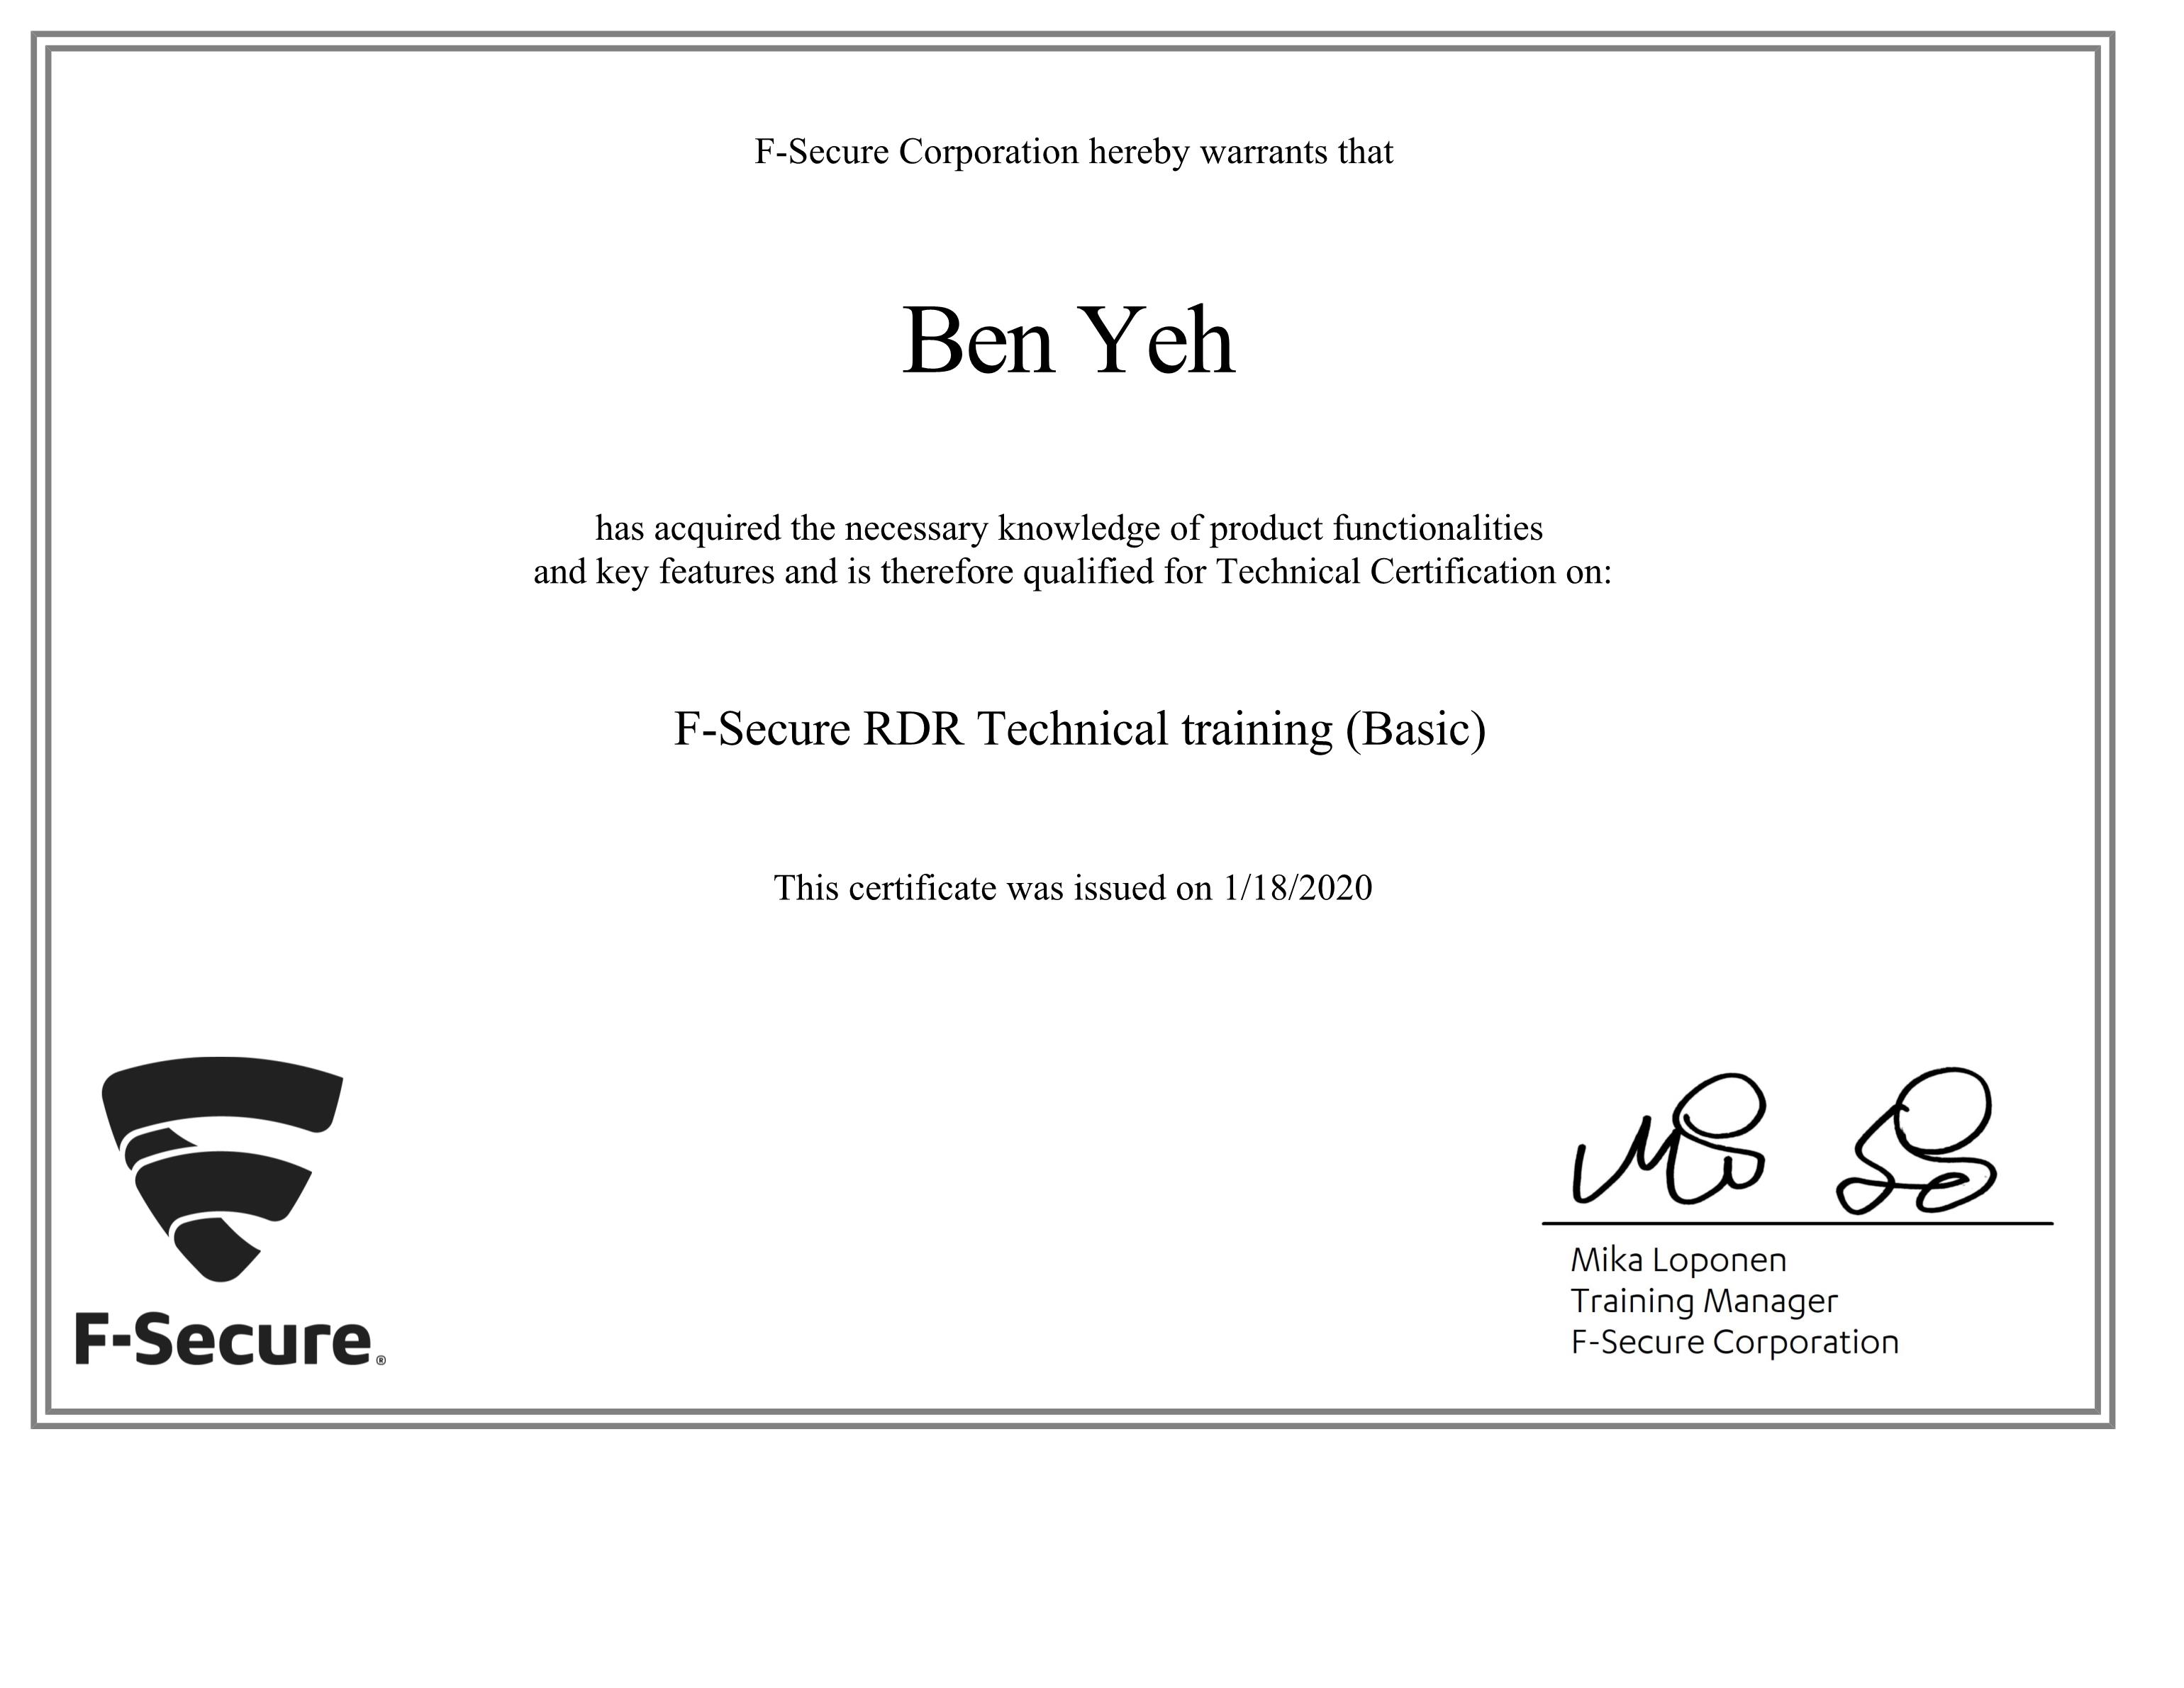 F-Secure Corporation hereby warrants that
Ben Yeh
has acquired the necessary knowledge of product functionalities
and key features and is therefore qualified for Technical Certification on:
F-Secure RDR Technical training (Basic)
This certificate was issued on 1/18/2020
F-Secure®
Mika Loponen
Training Manager
F-Secure Corporation